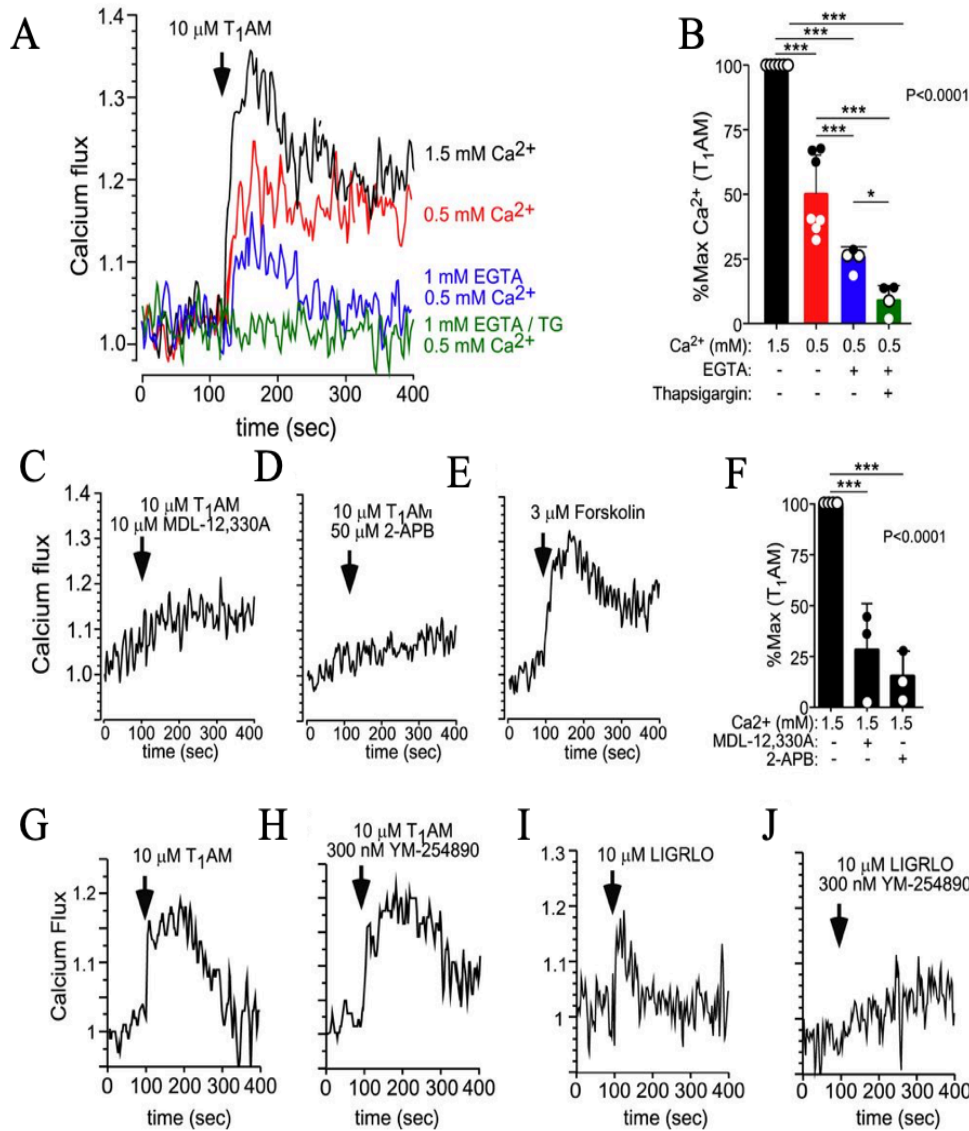 A
10 µM T₁AM
Calcium flux
1.4
1.3
1.2
1.1
1.0
1.5 mM Ca²⁺
0.5 mM Ca²⁺
1 mM EGTA
0.5 mM Ca²⁺
1 mM EGTA / TG
0.5 mM Ca²⁺
0 100 200 300 400
time (sec)
B
***
***
***
***
***
*
P<0.0001
%Max Ca²⁺ (T₁AM)
100
75
50
25
0
Ca²⁺ (mM): 1.5 0.5 0.5 0.5
EGTA: - - + +
Thapsigargin: - - - +
C
10 µM T₁AM
10 µM MDL-12,330A
Calcium flux
1.4
1.3
1.2
1.1
1.0
0 100 200 300 400
time (sec)
D
10 µM T₁AM
50 µM 2-APB
0 100 200 300 400
time (sec)
E
3 µM Forskolin
0 100 200 300 400
time (sec)
F
***
***
P<0.0001
%Max (T₁AM)
100
75
50
25
0
Ca2+ (mM): 1.5 1.5 1.5
MDL-12,330A: - + -
2-APB: - - +
G
10 µM T₁AM
Calcium Flux
1.2
1.1
1
0 100 200 300 400
time (sec)
H
10 µM T₁AM
300 nM YM-254890
0 100 200 300 400
time (sec)
I
10 µM LIGRLO
1.3
1.2
1.1
1
0 100 200 300 400
time (sec)
J
10 µM LIGRLO
300 nM YM-254890
0 100 200 300 400
time (sec)